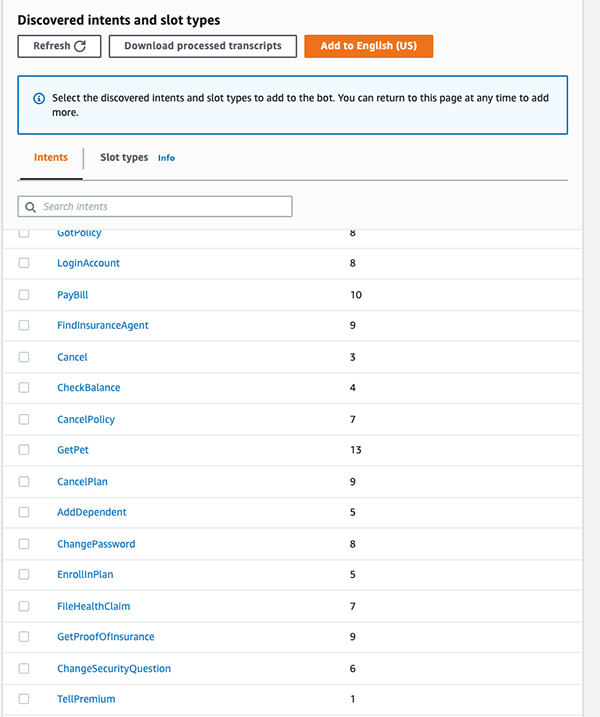 Discovered intents and slot types
Refresh Download processed transcripts Add to English (US)
Select the discovered intents and slot types to add to the bot. You can return to this page at any time to add
more.
Intents Slot types Info
Search intents
GotPolicy 8
LoginAccount 8
PayBill 10
FindInsuranceAgent 9
Cancel 3
CheckBalance 4
CancelPolicy 7
GetPet 13
CancelPlan 9
AddDependent 5
ChangePassword 8
EnrollInPlan 5
FileHealthClaim 7
GetProofOfInsurance 9
ChangeSecurityQuestion 6
TellPremium 1